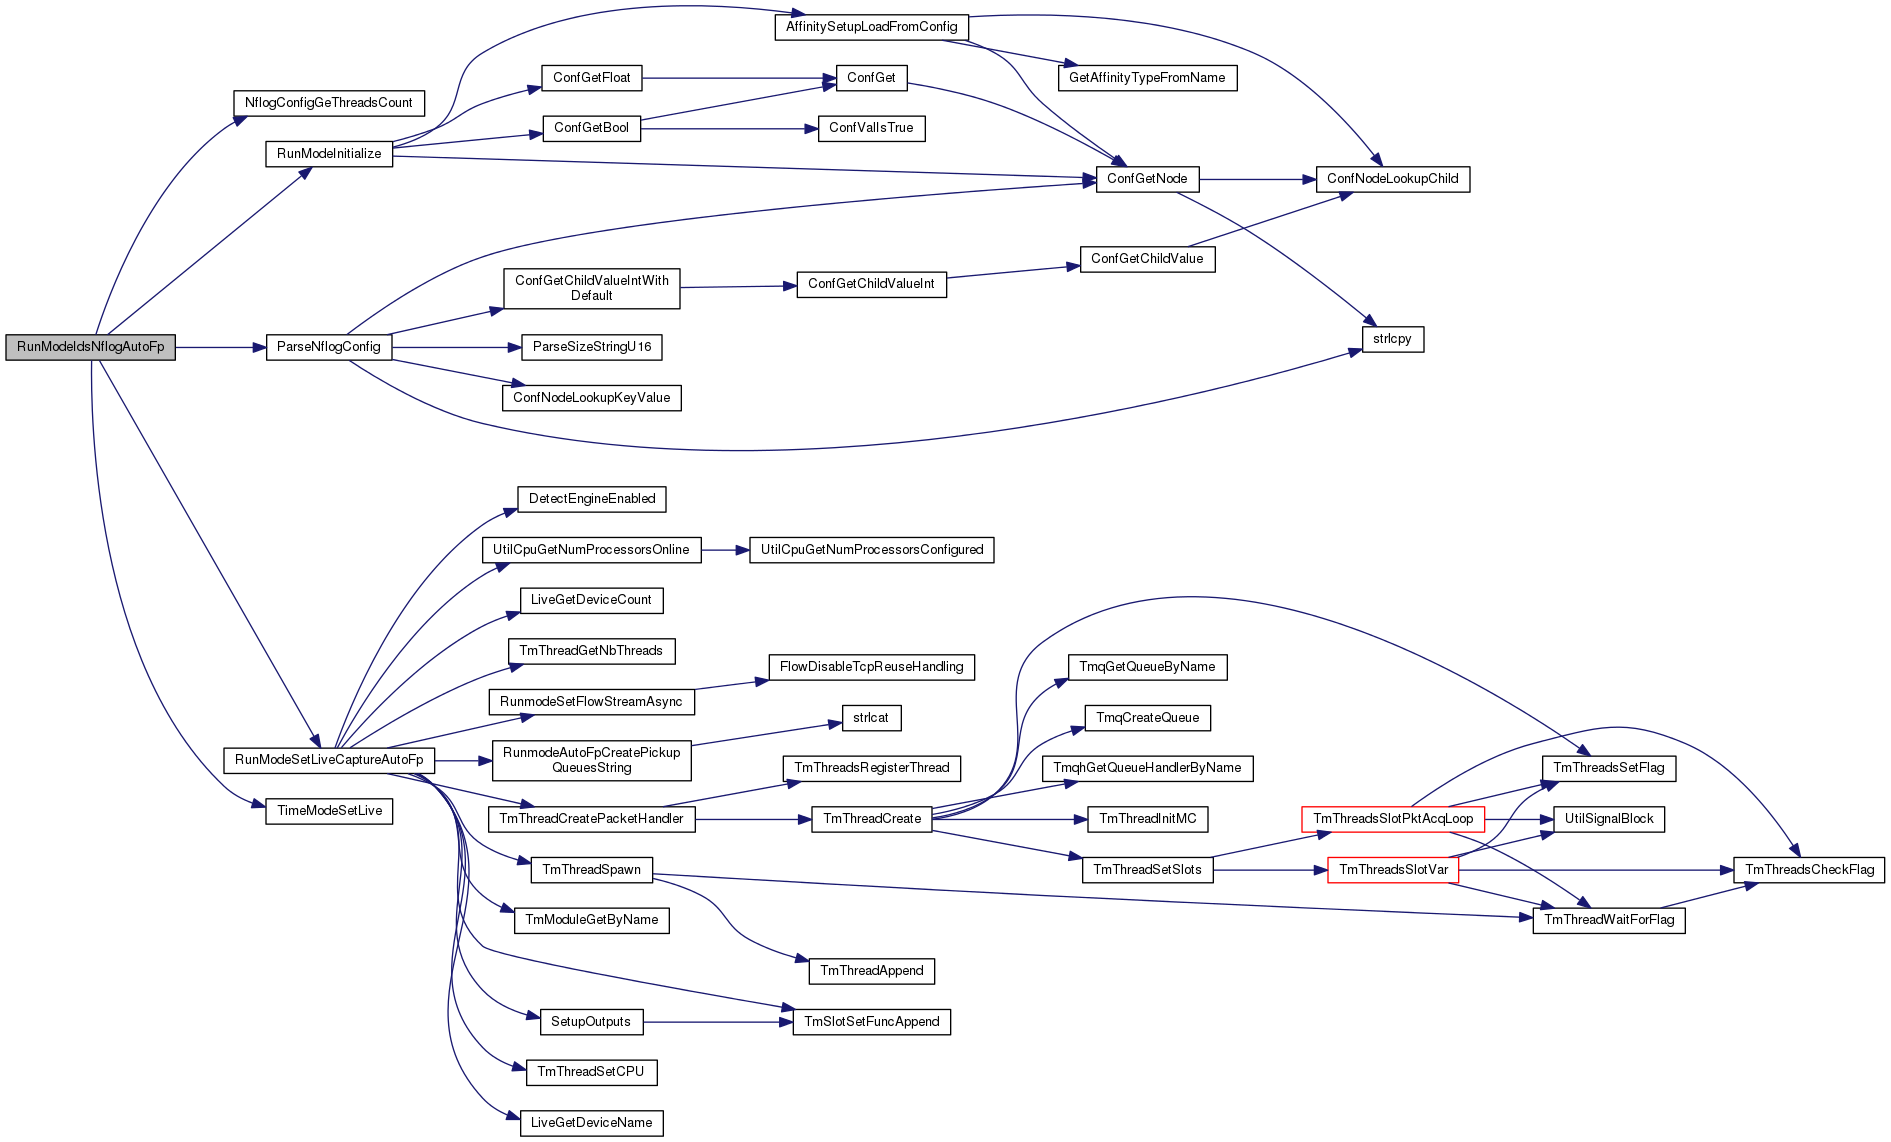 AffinitySetupLoadFromConfig
ConfGetFloat
ConfGet
GetAffinityTypeFromName
NflogConfigGeThreadsCount
ConfGetBool
ConfValIsTrue
RunModeInitialize
ConfGetNode
ConfNodeLookupChild
ConfGetChildValue
ConfGetChildValueIntWith
Default
ConfGetChildValueInt
RunModeIdsNflogAutoFp
ParseNflogConfig
ParseSizeStringU16
strlcpy
ConfNodeLookupKeyValue
DetectEngineEnabled
UtilCpuGetNumProcessorsOnline
UtilCpuGetNumProcessorsConfigured
LiveGetDeviceCount
TmThreadGetNbThreads
FlowDisableTcpReuseHandling
TmqGetQueueByName
RunmodeSetFlowStreamAsync
strlcat
TmqCreateQueue
RunModeSetLiveCaptureAutoFp
RunmodeAutoFpCreatePickup
QueuesString
TmThreadsRegisterThread
TmqhGetQueueHandlerByName
TmThreadsSetFlag
TimeModeSetLive
TmThreadCreatePacketHandler
TmThreadCreate
TmThreadInitMC
TmThreadsSlotPktAcqLoop
UtilSignalBlock
TmThreadSpawn
TmThreadSetSlots
TmThreadsSlotVar
TmThreadsCheckFlag
TmModuleGetByName
TmThreadWaitForFlag
TmThreadAppend
SetupOutputs
TmSlotSetFuncAppend
TmThreadSetCPU
LiveGetDeviceName